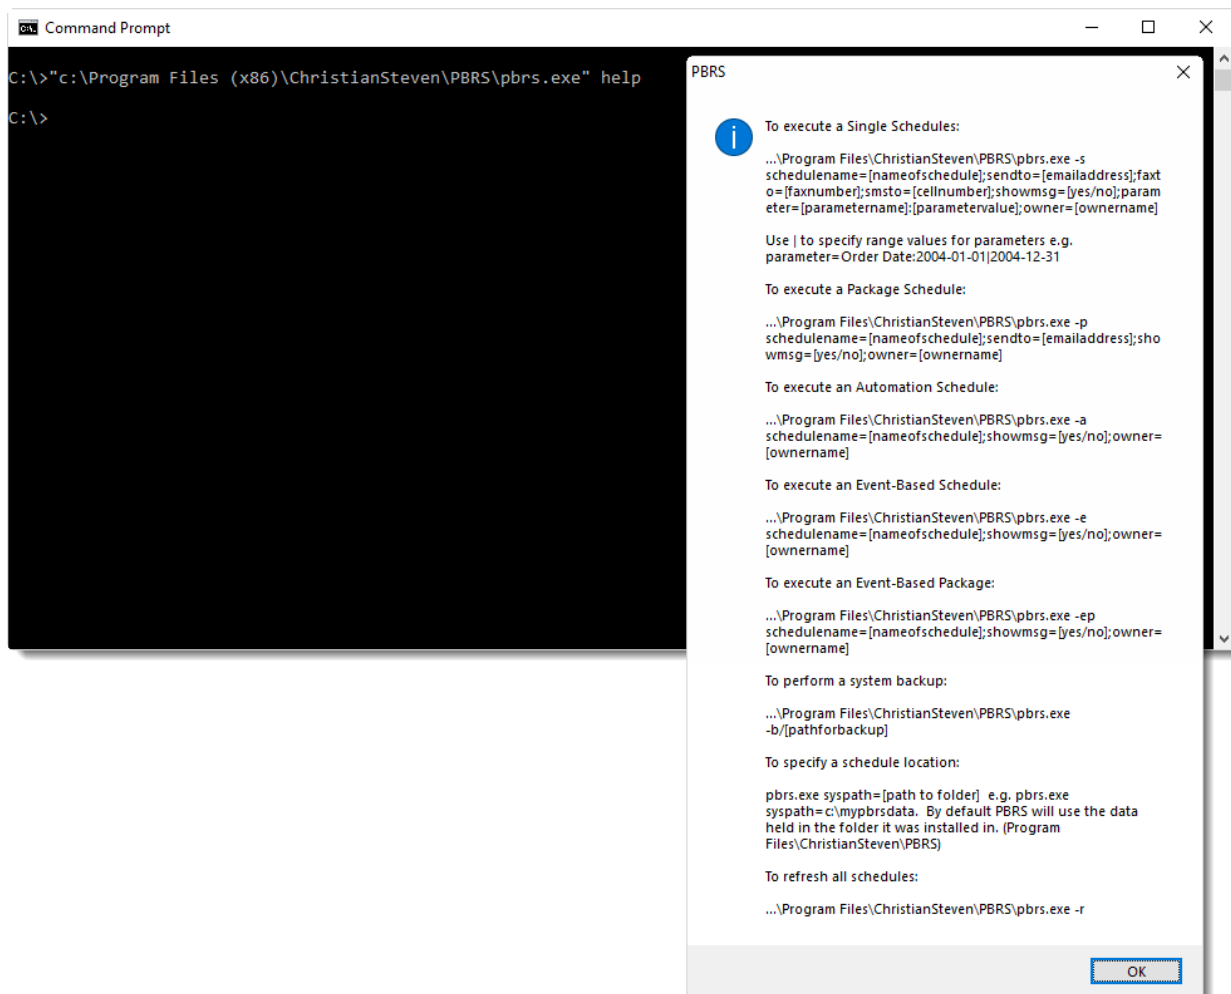 Command Prompt
C:\>"c:\Program Files (x86)\ChristianSteven\PBRS\pbrs.exe" help
C:\>
PBRS
To execute a Single Schedules:
...\Program Files\ChristianSteven\PBRS\pbrs.exe -s
schedulename=[nameofschedule];sendto=[emailaddress];faxt
o=[faxnumber];smsto=[cellnumber];showmsg=[yes/no];param
eter=[parametername]:[parametervalue];owner=[ownername]
Use | to specify range values for parameters e.g.
parameter=Order Date:2004-01-01|2004-12-31
To execute a Package Schedule:
...\Program Files\ChristianSteven\PBRS\pbrs.exe -p
schedulename=[nameofschedule];sendto=[emailaddress];sho
wmsg=[yes/no];owner=[ownername]
To execute an Automation Schedule:
...\Program Files\ChristianSteven\PBRS\pbrs.exe -a
schedulename=[nameofschedule];showmsg=[yes/no];owner=
[ownername]
To execute an Event-Based Schedule:
...\Program Files\ChristianSteven\PBRS\pbrs.exe -e
schedulename=[nameofschedule];showmsg=[yes/no];owner=
[ownername]
To execute an Event-Based Package:
...\Program Files\ChristianSteven\PBRS\pbrs.exe -ep
schedulename=[nameofschedule];showmsg=[yes/no];owner=
[ownername]
To perform a system backup:
...\Program Files\ChristianSteven\PBRS\pbrs.exe
-b/[pathforbackup]
To specify a schedule location:
pbrs.exe syspath=[path to folder]  e.g. pbrs.exe
syspath=c:\mypbrsdata.  By default PBRS will use the data
held in the folder it was installed in. (Program
Files\ChristianSteven\PBRS)
To refresh all schedules:
...\Program Files\ChristianSteven\PBRS\pbrs.exe -r
OK